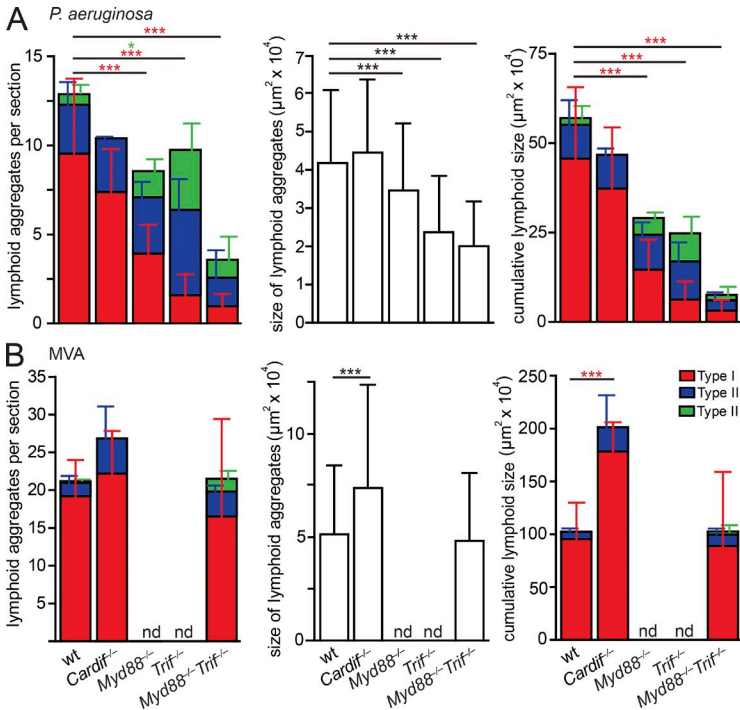 A
P. aeruginosa
lymphoid aggregates per section
15
10
5
0
***
*
***
***
size of lymphoid aggregates (µm² x 10⁴)
6
5
4
3
2
1
0
***
***
***
cumulative lymphoid size (µm² x 10⁴)
75
50
25
0
***
***
***
B
MVA
lymphoid aggregates per section
35
30
25
20
15
10
5
nd
nd
wt
Cardif⁻/⁻
Myd88⁻/⁻
Trif⁻/⁻
Myd88⁻/⁻Trif⁻/⁻
size of lymphoid aggregates (µm² x 10⁴)
10
5
0
***
nd
nd
wt
Cardif⁻/⁻
Myd88⁻/⁻
Trif⁻/⁻
Myd88⁻/⁻Trif⁻/⁻
cumulative lymphoid size (µm² x 10⁴)
250
200
150
100
50
0
***
Type I
Type II
Type II
nd
nd
wt
Cardif⁻/⁻
Myd88⁻/⁻
Trif⁻/⁻
Myd88⁻/⁻Trif⁻/⁻